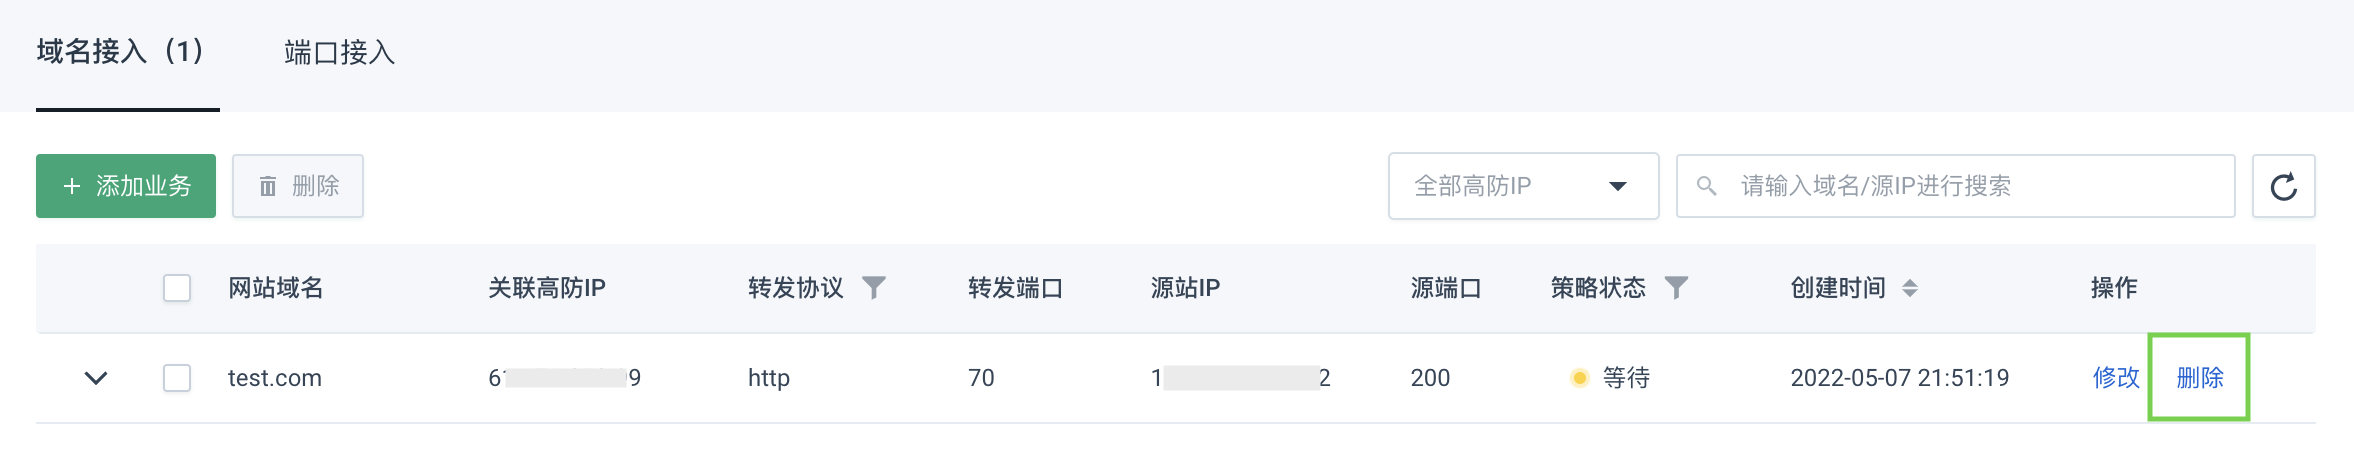 域名接入（1） 端口接入
+ 添加业务 删除 全部高防IP 请输入域名/源IP进行搜索
网站域名 关联高防IP 转发协议 转发端口 源站IP 源端口 策略状态 创建时间 操作
test.com 6 9 http 70 1 2 200 等待 2022-05-07 21:51:19 修改 删除